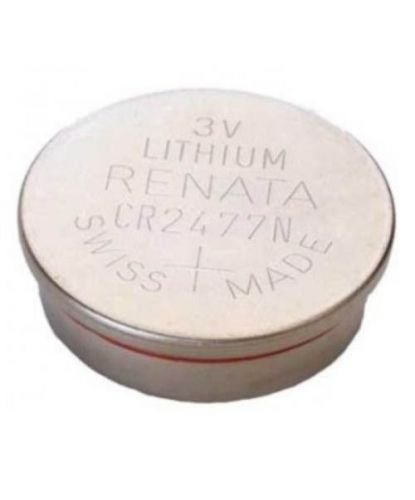 3V
LITHIUM
RENATA
CR2477N
SWISS + MADE